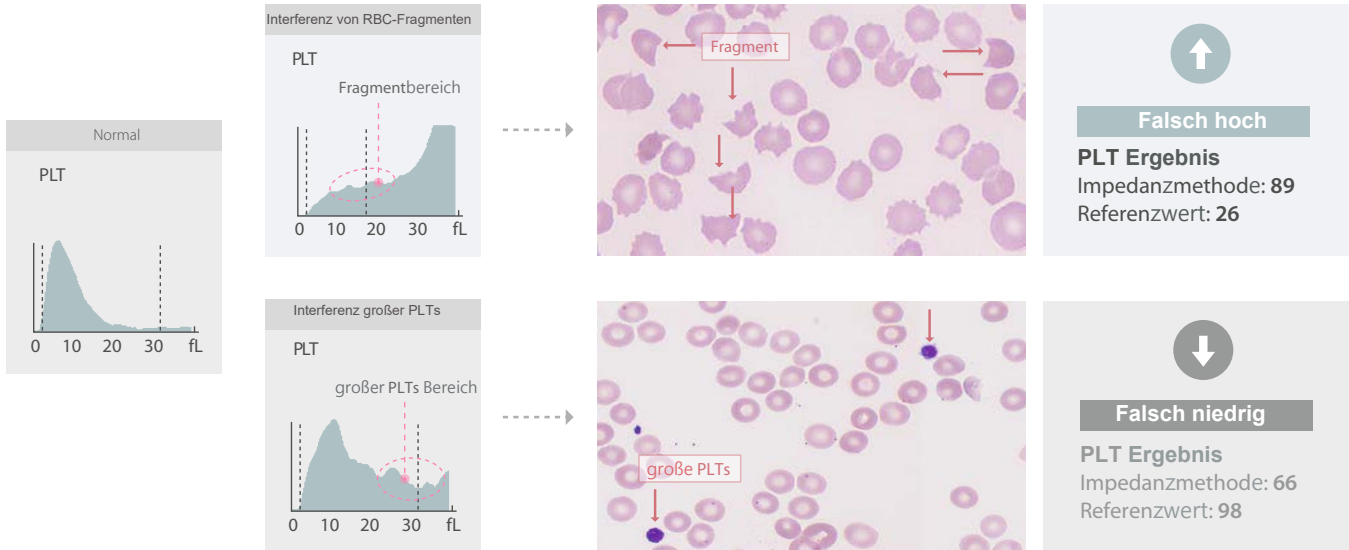 Normal
PLT
0 10 20 30 fL
Interferenz von RBC-Fragmenten
PLT
Fragmentbereich
0 10 20 30 fL
Fragment
Falsch hoch
PLT Ergebnis
Impedanzmethode: 89
Referenzwert: 26
Interferenz großer PLTs
PLT
großer PLTs Bereich
0 10 20 30 fL
große PLTs
Falsch niedrig
PLT Ergebnis
Impedanzmethode: 66
Referenzwert: 98